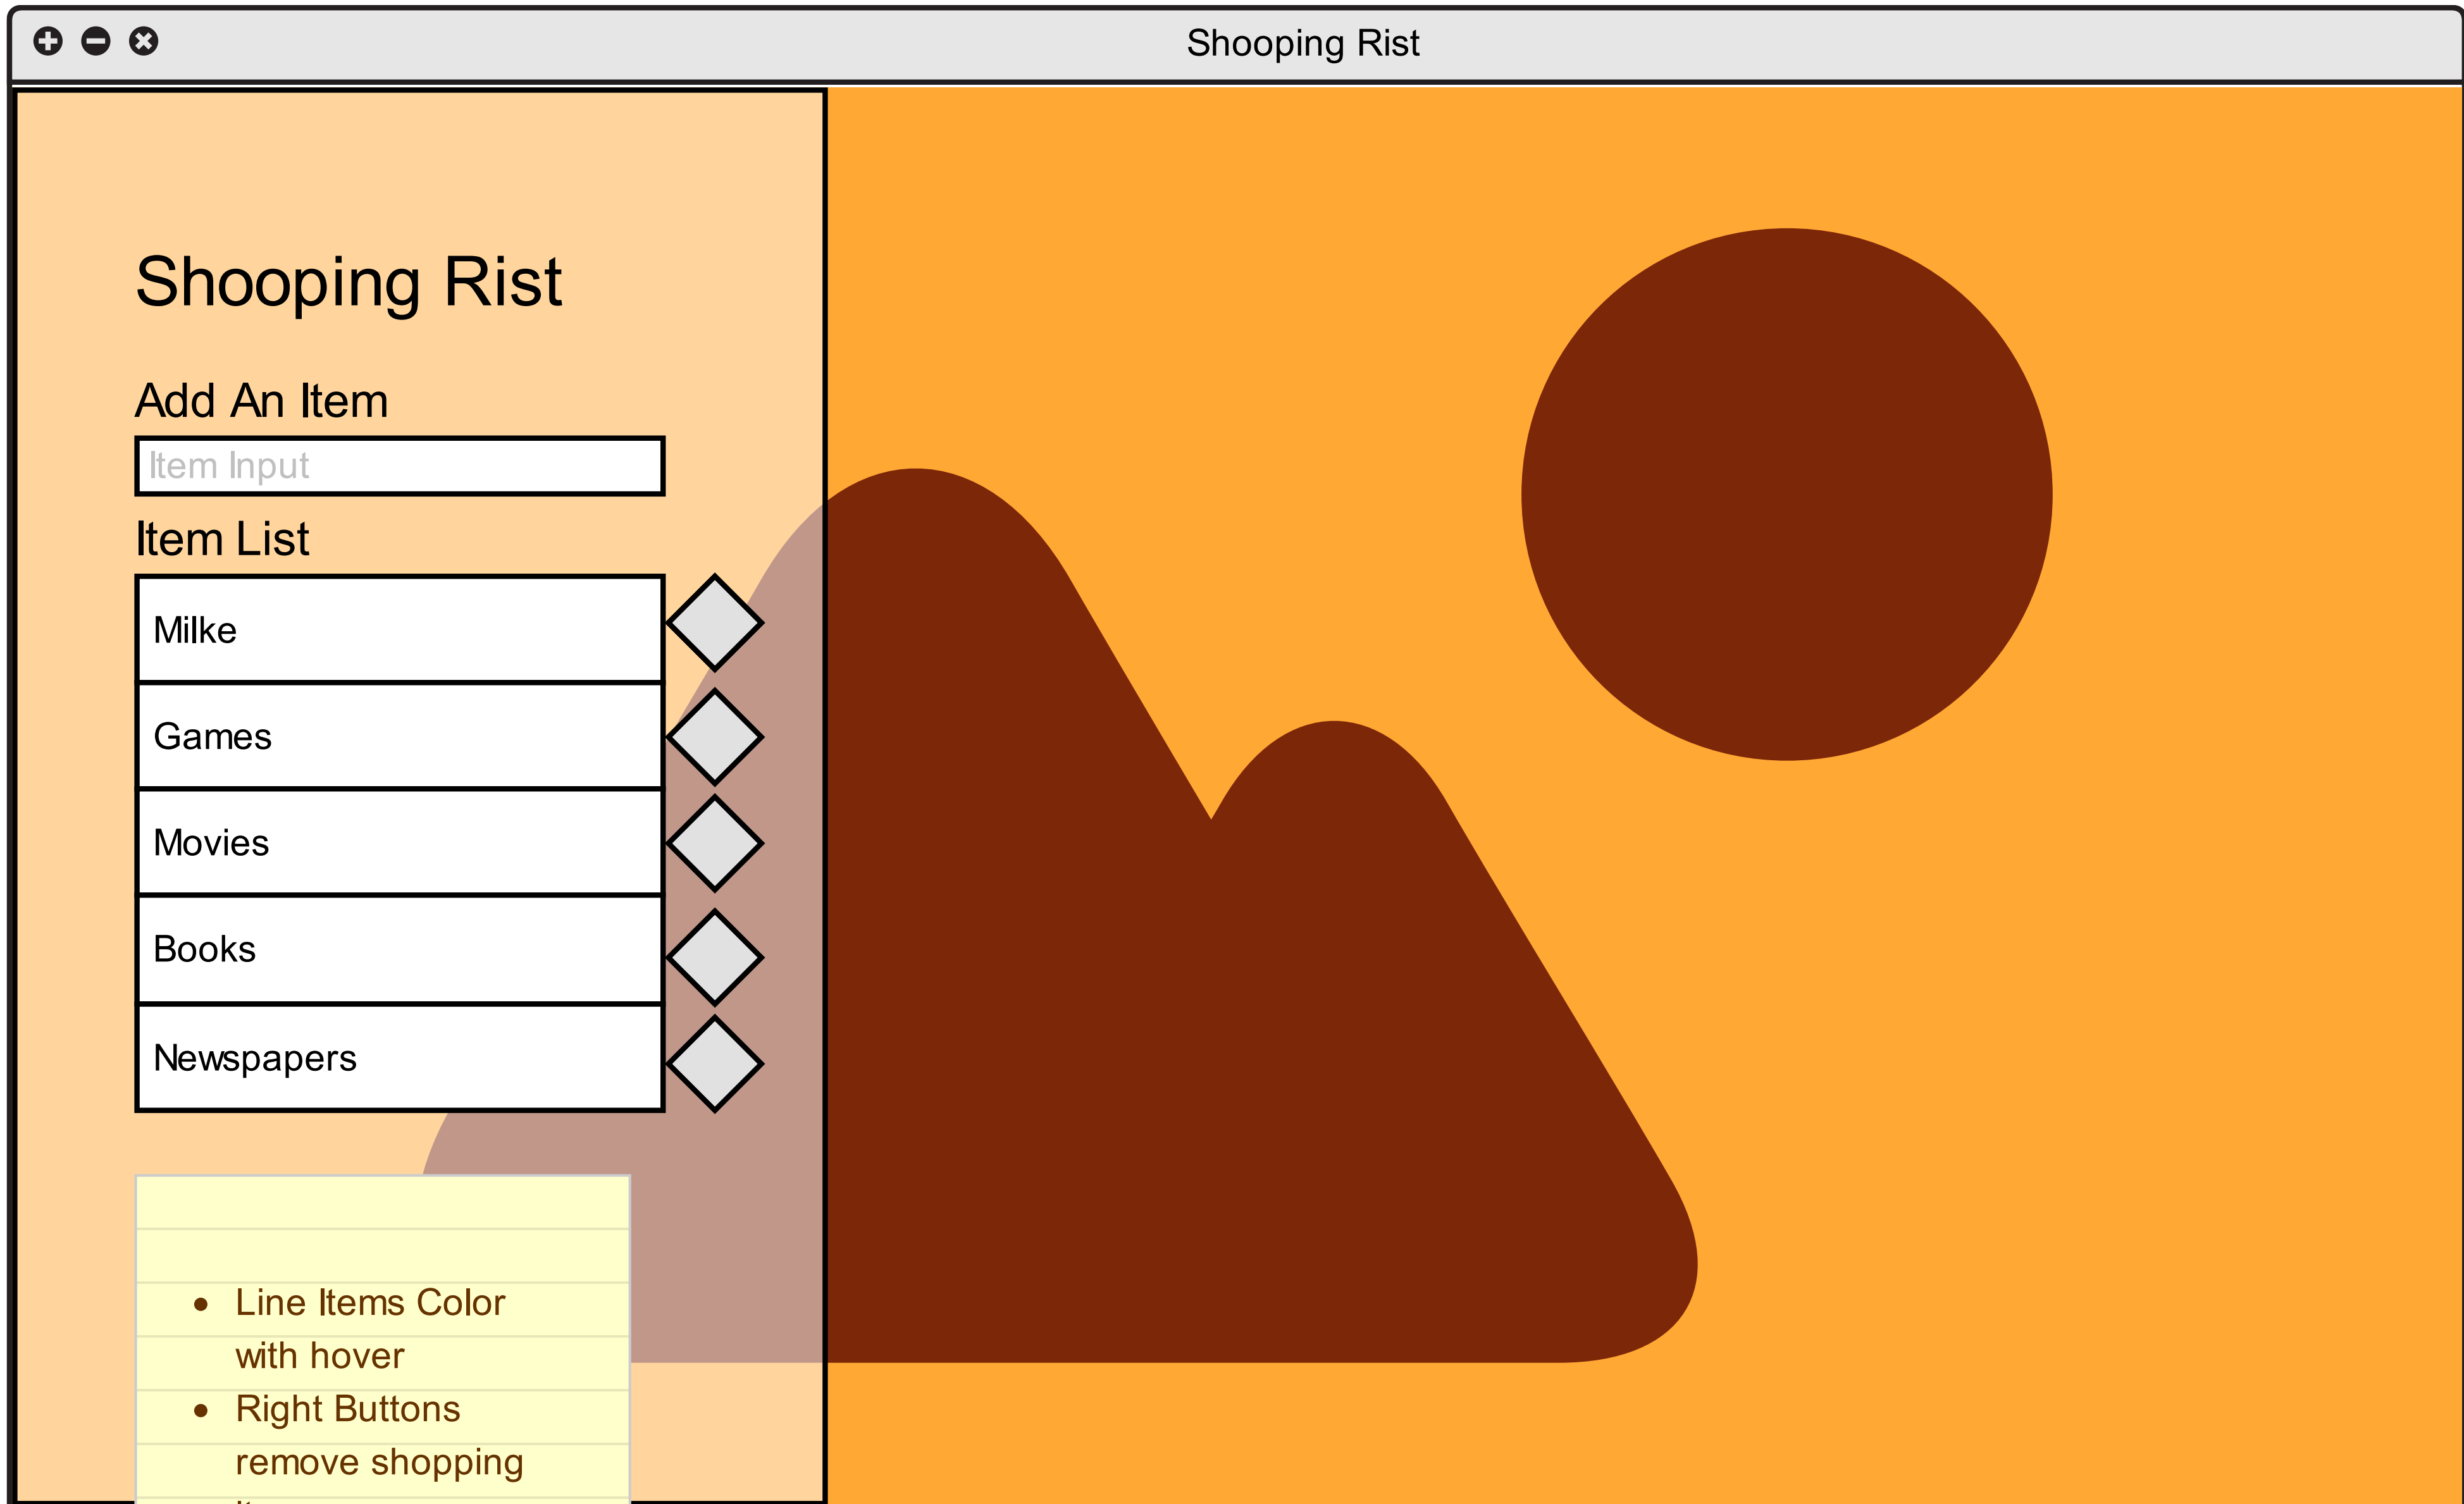 Shooping Rist
Shooping Rist
Add An Item
Item Input
Item List
Milke
Games
Movies
Books
Newspapers
Line Items Color
with hover
Right Buttons
remove shopping